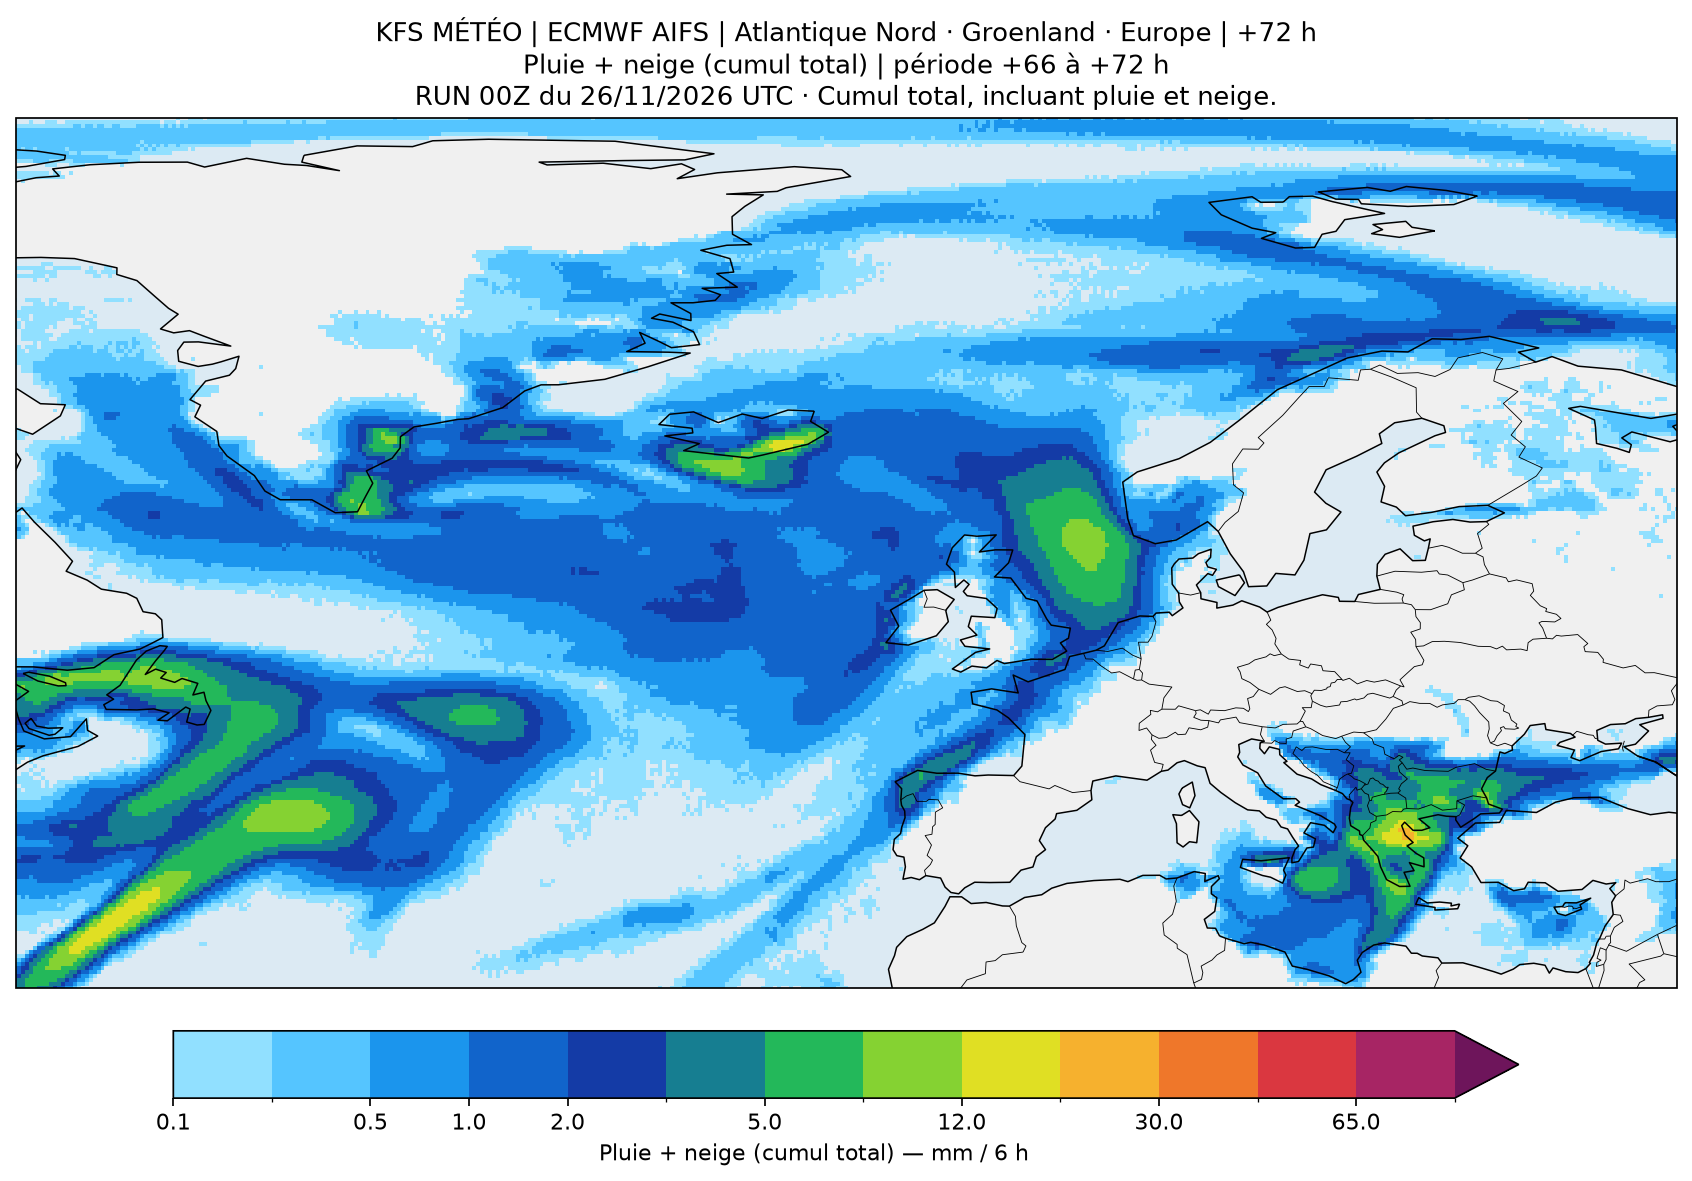 KFS MÉTÉO | ECMWF AIFS | Atlantique Nord · Groenland · Europe | +72 h
Pluie + neige (cumul total) | période +66 à +72 h
RUN 00Z du 26/11/2026 UTC · Cumul total, incluant pluie et neige.
0.1 0.5 1.0 2.0 5.0 12.0 30.0 65.0
Pluie + neige (cumul total) — mm / 6 h